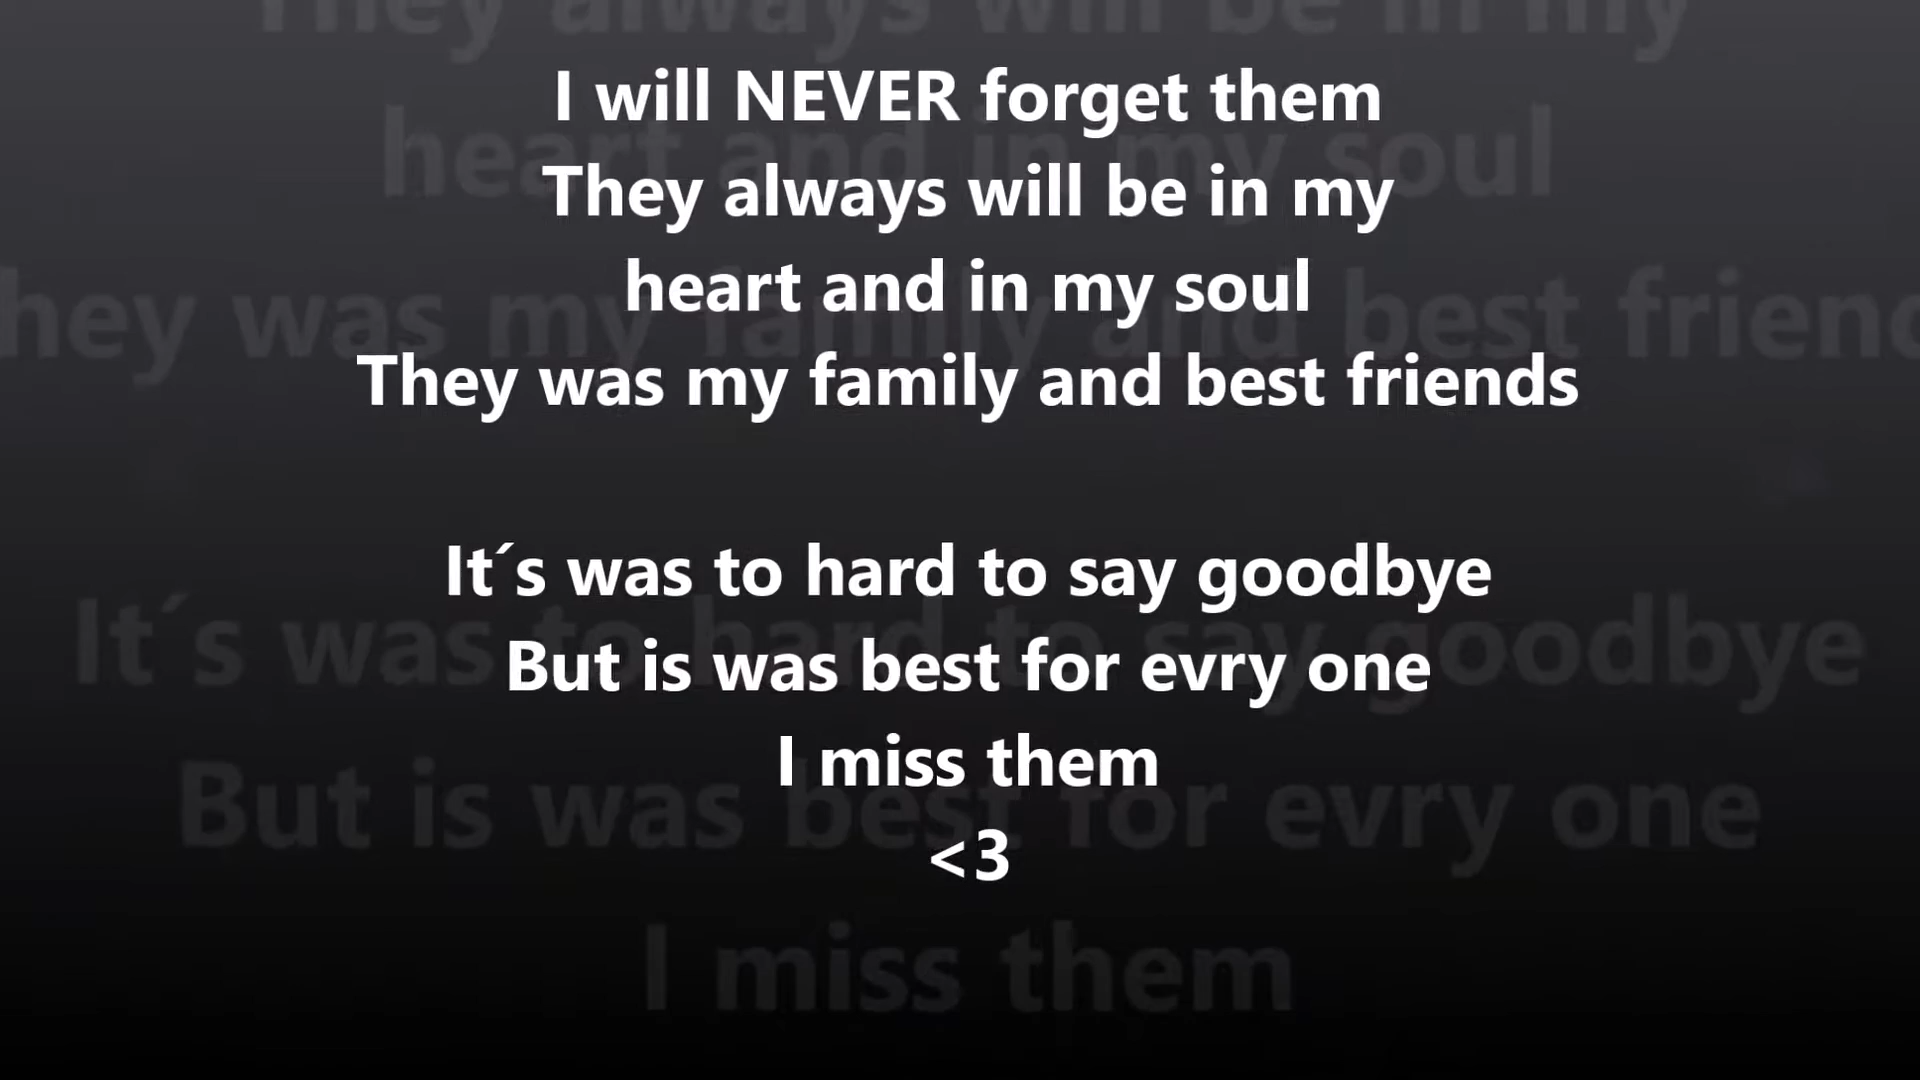 I will NEVER forget them
They always will be in my
heart and in my soul
They was my family and best friends
It´s was to hard to say goodbye
But is was best for evry one
I miss them
<3